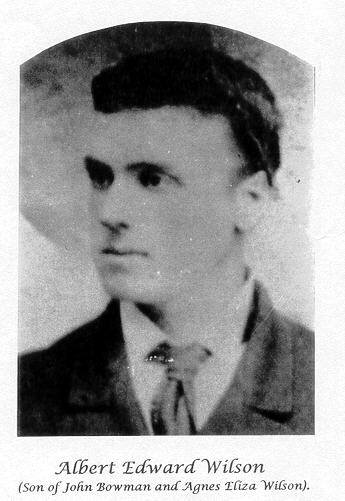 Albert Edward Wilson
(Son of John Bowman and Agnes Eliza Wilson).